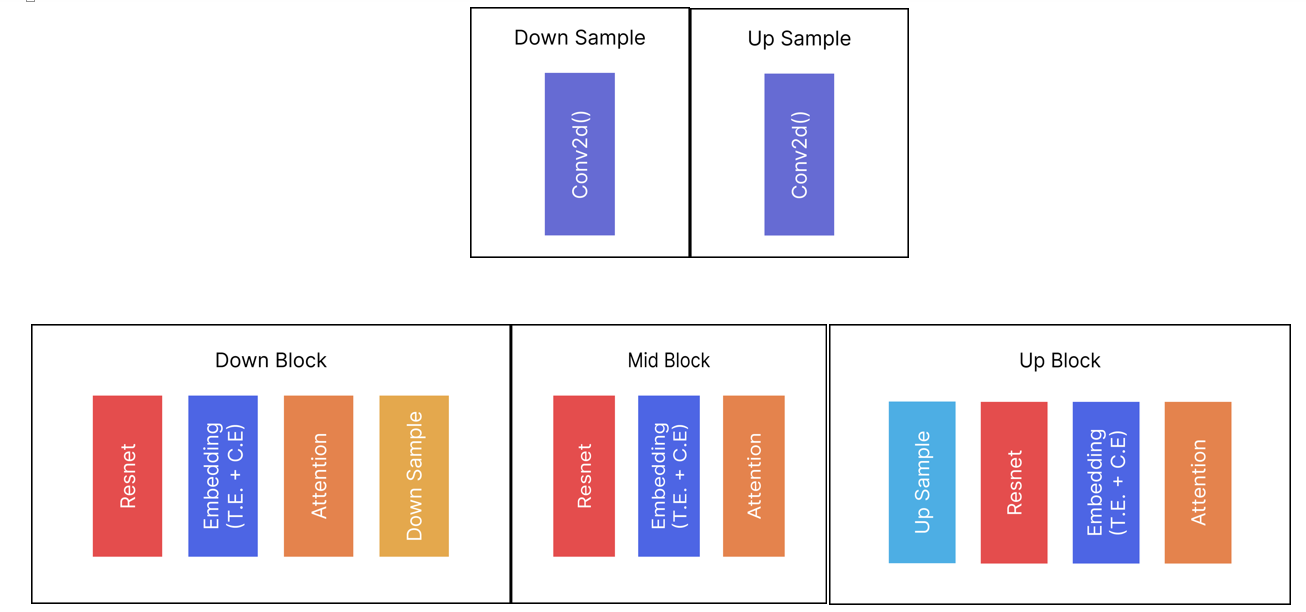 Down Sample
Conv2d()
Up Sample
Conv2d()
Down Block
Resnet
Embedding
(T.E. + C.E)
Attention
Down Sample
Mid Block
Resnet
Embedding
(T.E. + C.E)
Attention
Up Block
Up Sample
Resnet
Embedding
(T.E. + C.E)
Attention